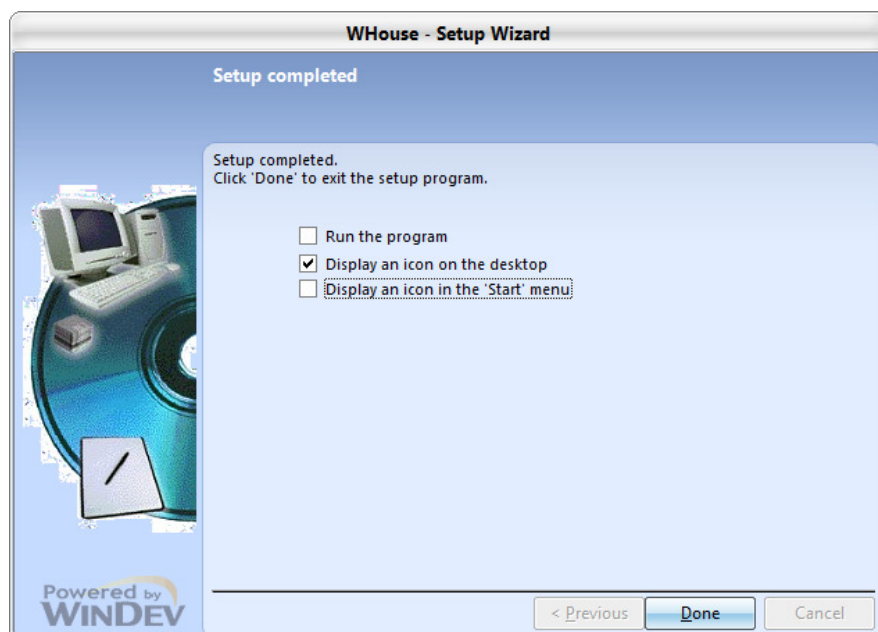 WHouse - Setup Wizard
Setup completed
Setup completed.
Click 'Done' to exit the setup program.
Run the program
Display an icon on the desktop
Display an icon in the 'Start' menu
Powered by
WINDEV
< Previous Done Cancel